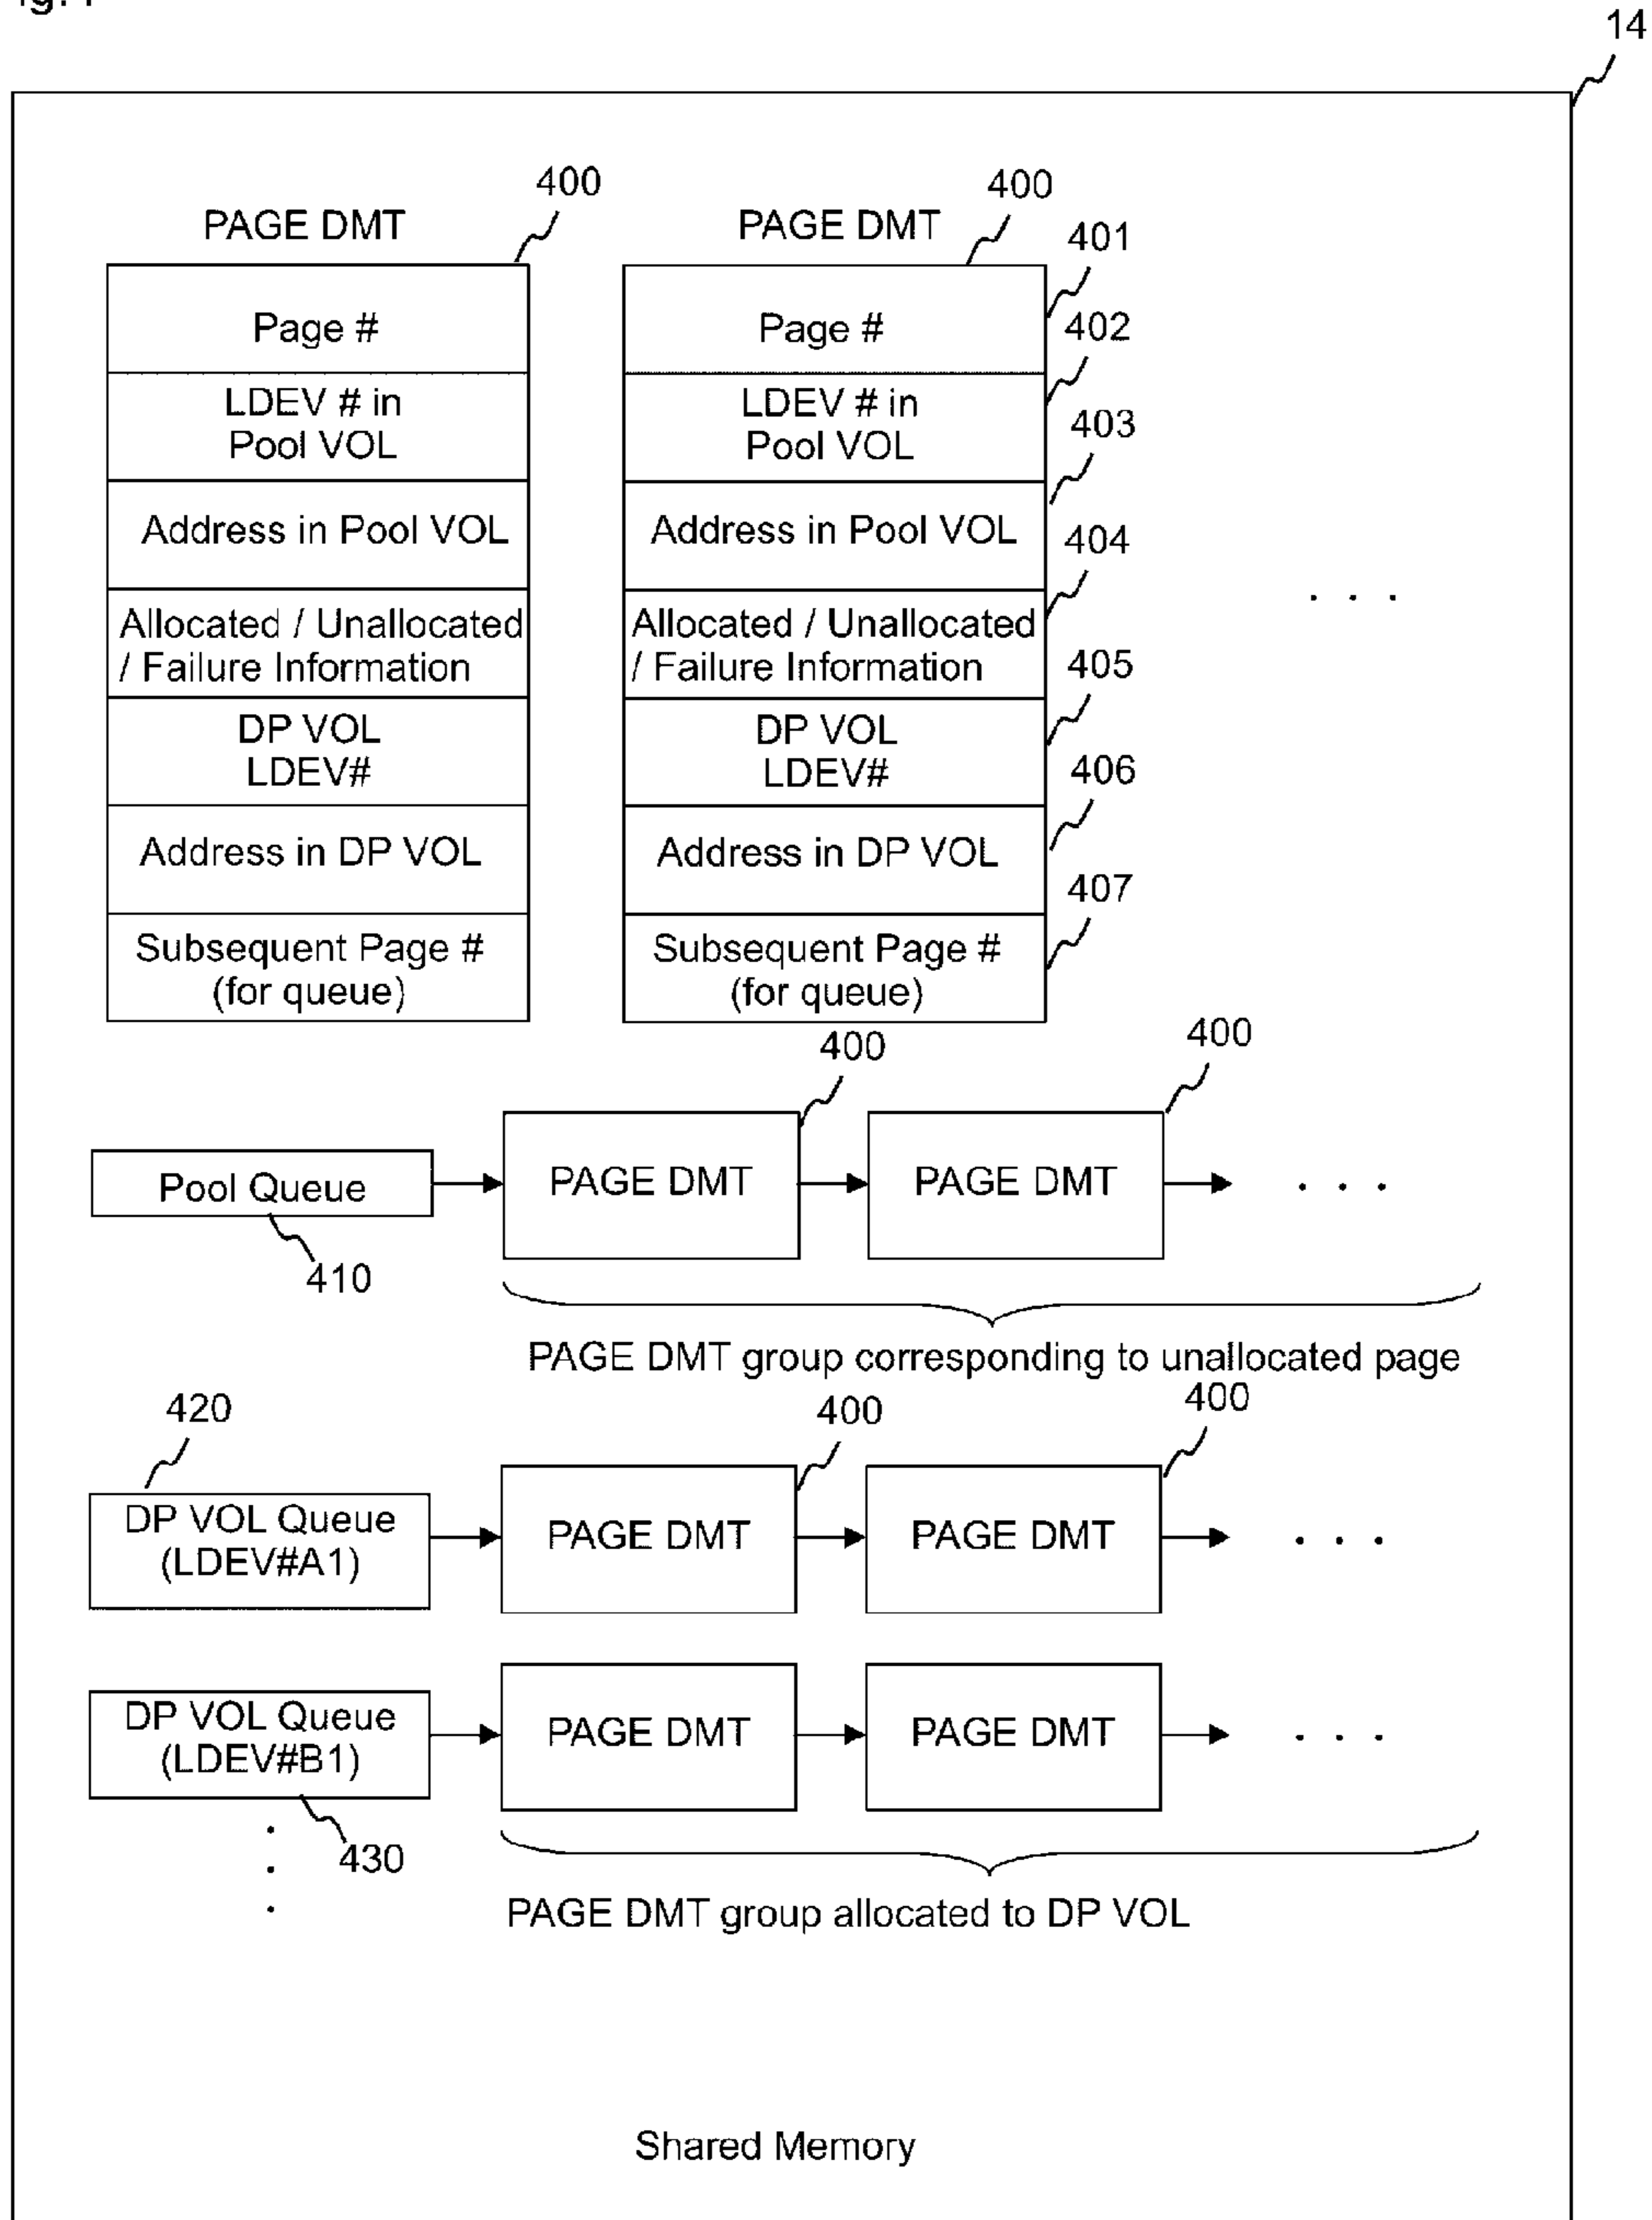 14
400
400
PAGE DMT
PAGE DMT
401
Page #
Page #
402
LDEV # in
Pool VOL
LDEV # in
Pool VOL
403
Address in Pool VOL
Address in Pool VOL
404
Allocated / Unallocated
/ Failure Information
Allocated / Unallocated
/ Failure Information
. . .
405
DP VOL
LDEV#
DP VOL
LDEV#
406
Address in DP VOL
Address in DP VOL
407
Subsequent Page #
(for queue)
Subsequent Page #
(for queue)
400
400
Pool Queue
PAGE DMT
PAGE DMT
. . .
410
PAGE DMT group corresponding to unallocated page
420
400
400
DP VOL Queue
(LDEV#A1)
PAGE DMT
PAGE DMT
. . .
DP VOL Queue
(LDEV#B1)
PAGE DMT
PAGE DMT
. . .
430
PAGE DMT group allocated to DP VOL
Shared Memory